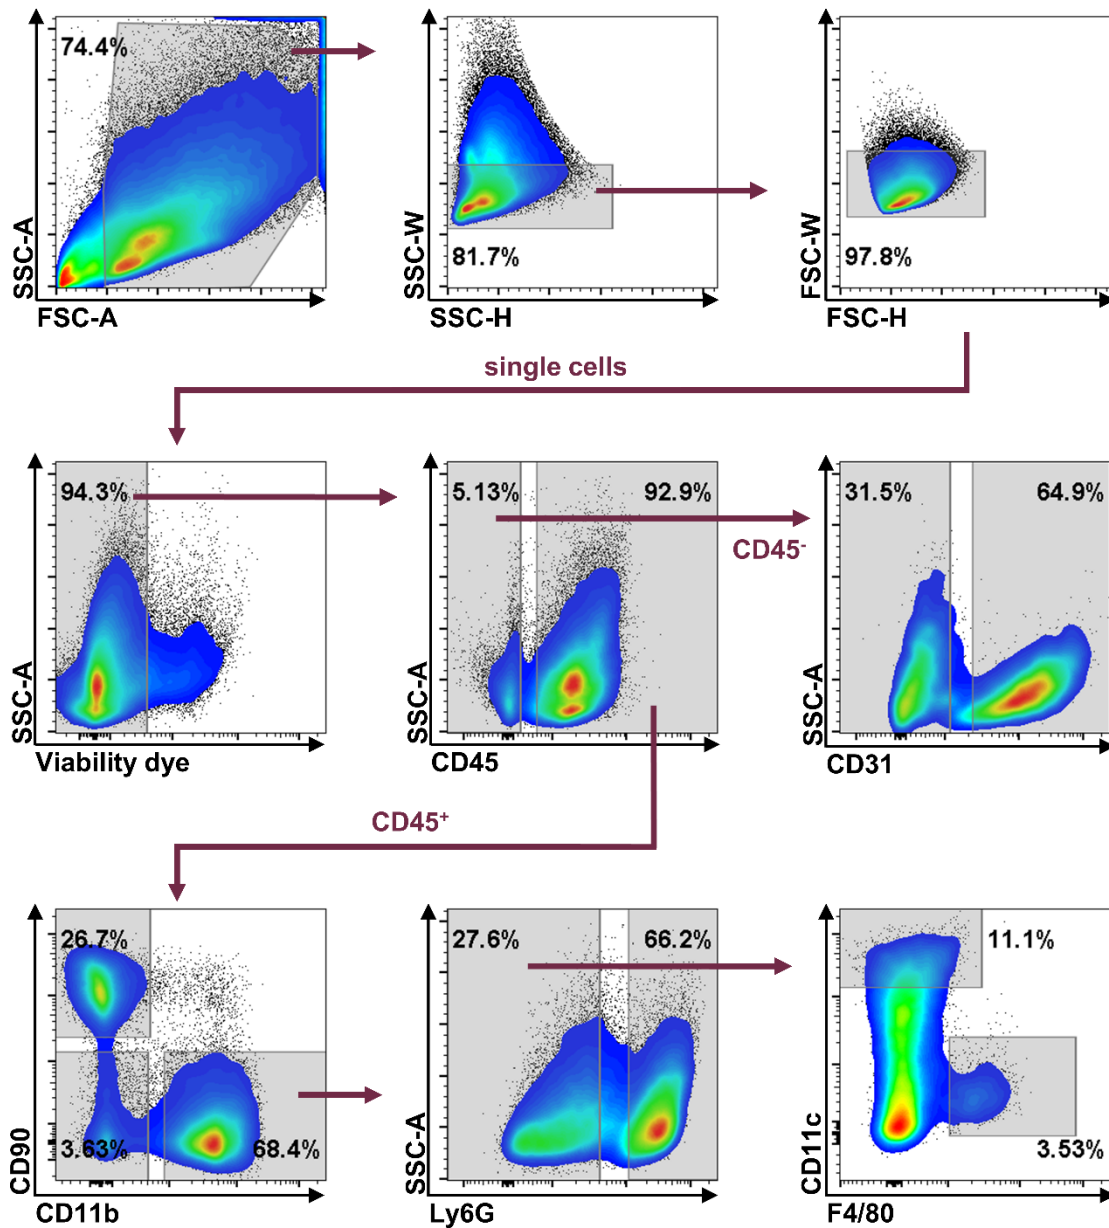 74.4%
SSC-A
FSC-A
81.7%
SSC-W
SSC-H
97.8%
FSC-W
FSC-H
single cells
94.3%
SSC-A
Viability dye
5.13% 92.9%
SSC-A
CD45
CD45⁻
31.5% 64.9%
SSC-A
CD31
CD45⁺
26.7%
3.63% 68.4%
CD90
CD11b
27.6% 66.2%
SSC-A
Ly6G
11.1%
3.53%
CD11c
F4/80